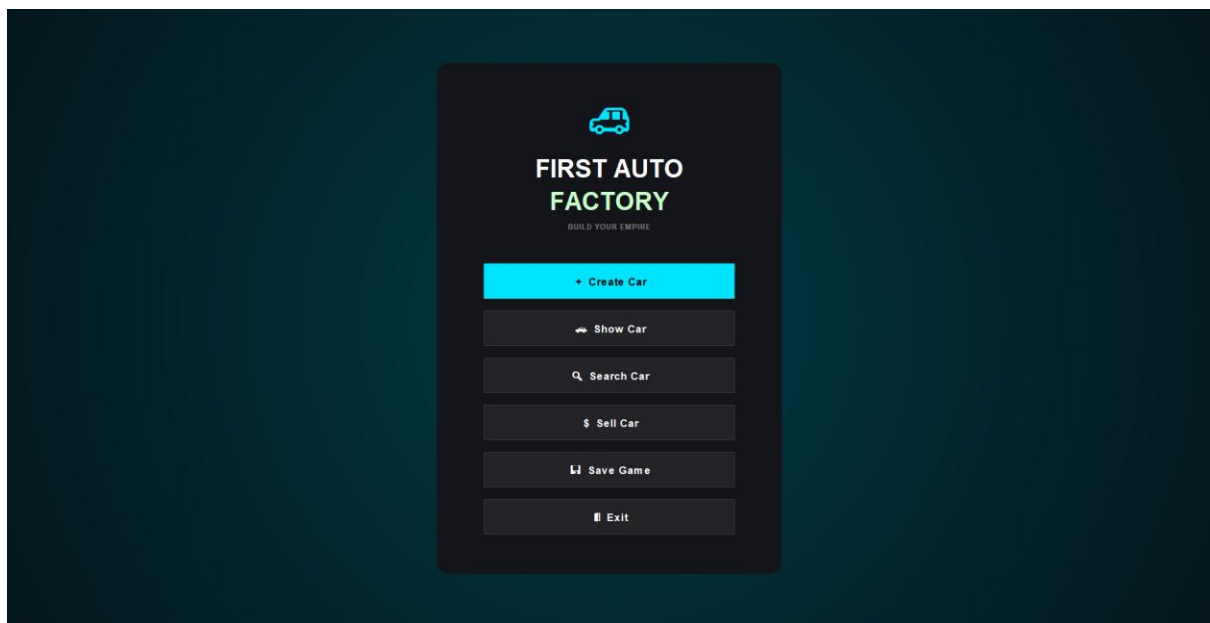 FIRST AUTO
FACTORY
BUILD YOUR EMPIRE
+ Create Car
Show Car
Search Car
$ Sell Car
Save Game
Exit